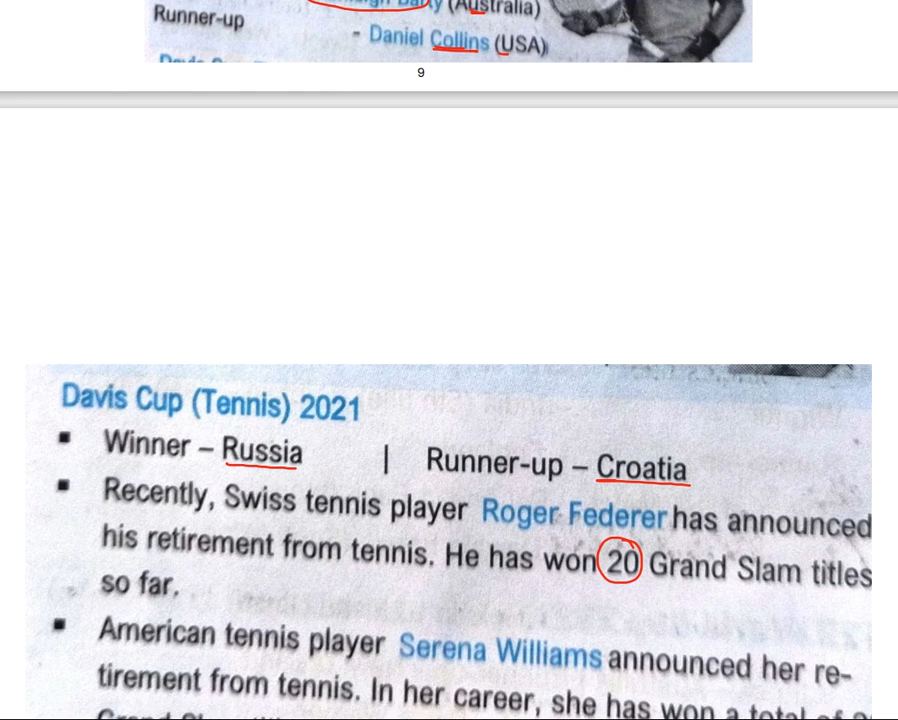 (Australia)
Runner-up
- Daniel Collins (USA)
9
Davis Cup (Tennis) 2021
▪ Winner – Russia | Runner-up – Croatia
▪ Recently, Swiss tennis player Roger Federer has announced
his retirement from tennis. He has won 20 Grand Slam titles
so far.
▪ American tennis player Serena Williams announced her re-
tirement from tennis. In her career, she has won a total of